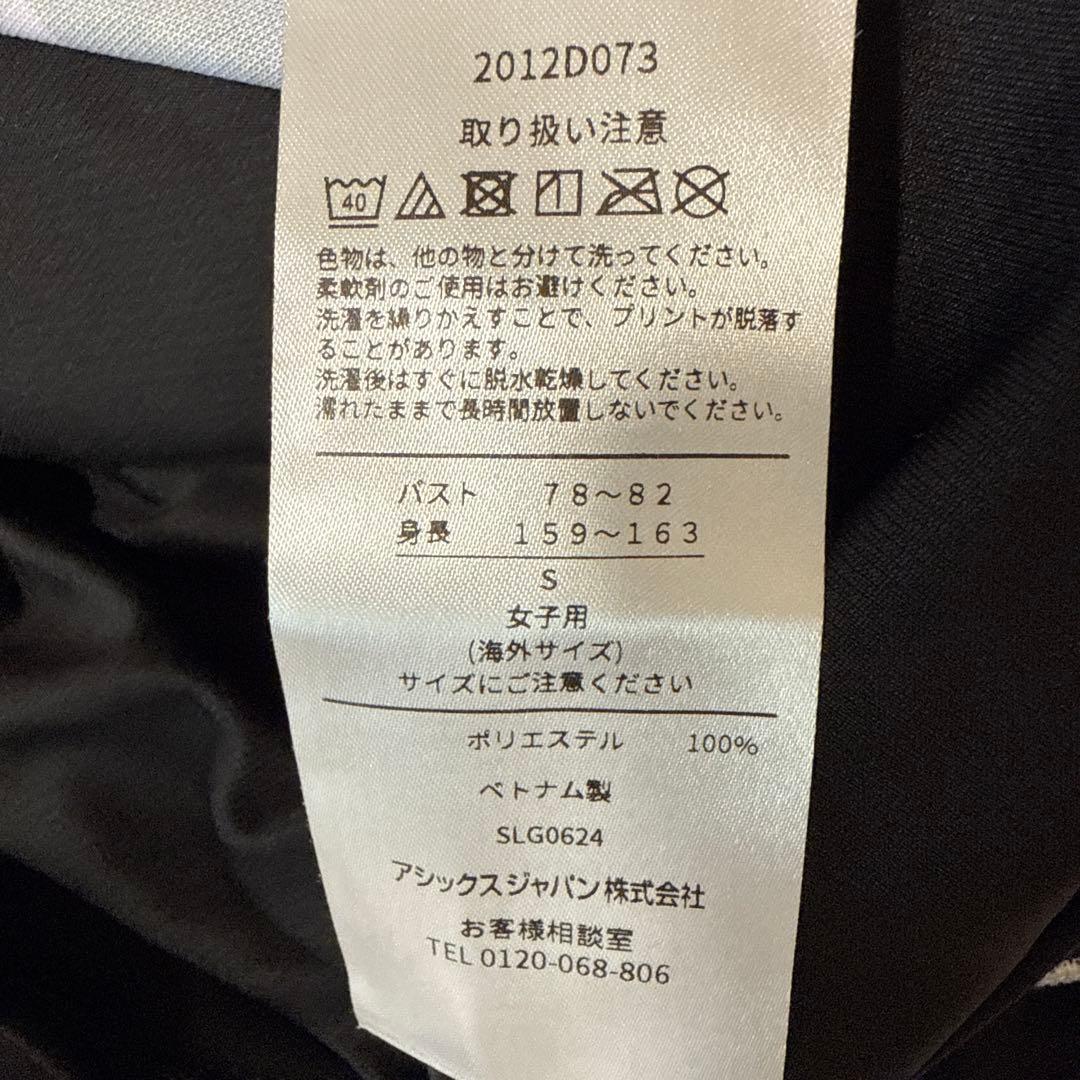 2012D073
取り扱い注意
40
色物は、他の物と分けて洗ってください。
柔軟剤のご使用はお避けください。
洗濯を繰りかえすことで、プリントが脱落す
ることがあります。
洗濯後はすぐに脱水乾燥してください。
濡れたままで長時間放置しないでください。
バスト 78～82
身長 159～163
S
女子用
(海外サイズ)
サイズにご注意ください
ポリエステル 100%
ベトナム製
SLG0624
アシックスジャパン株式会社
お客様相談室
TEL 0120-068-806